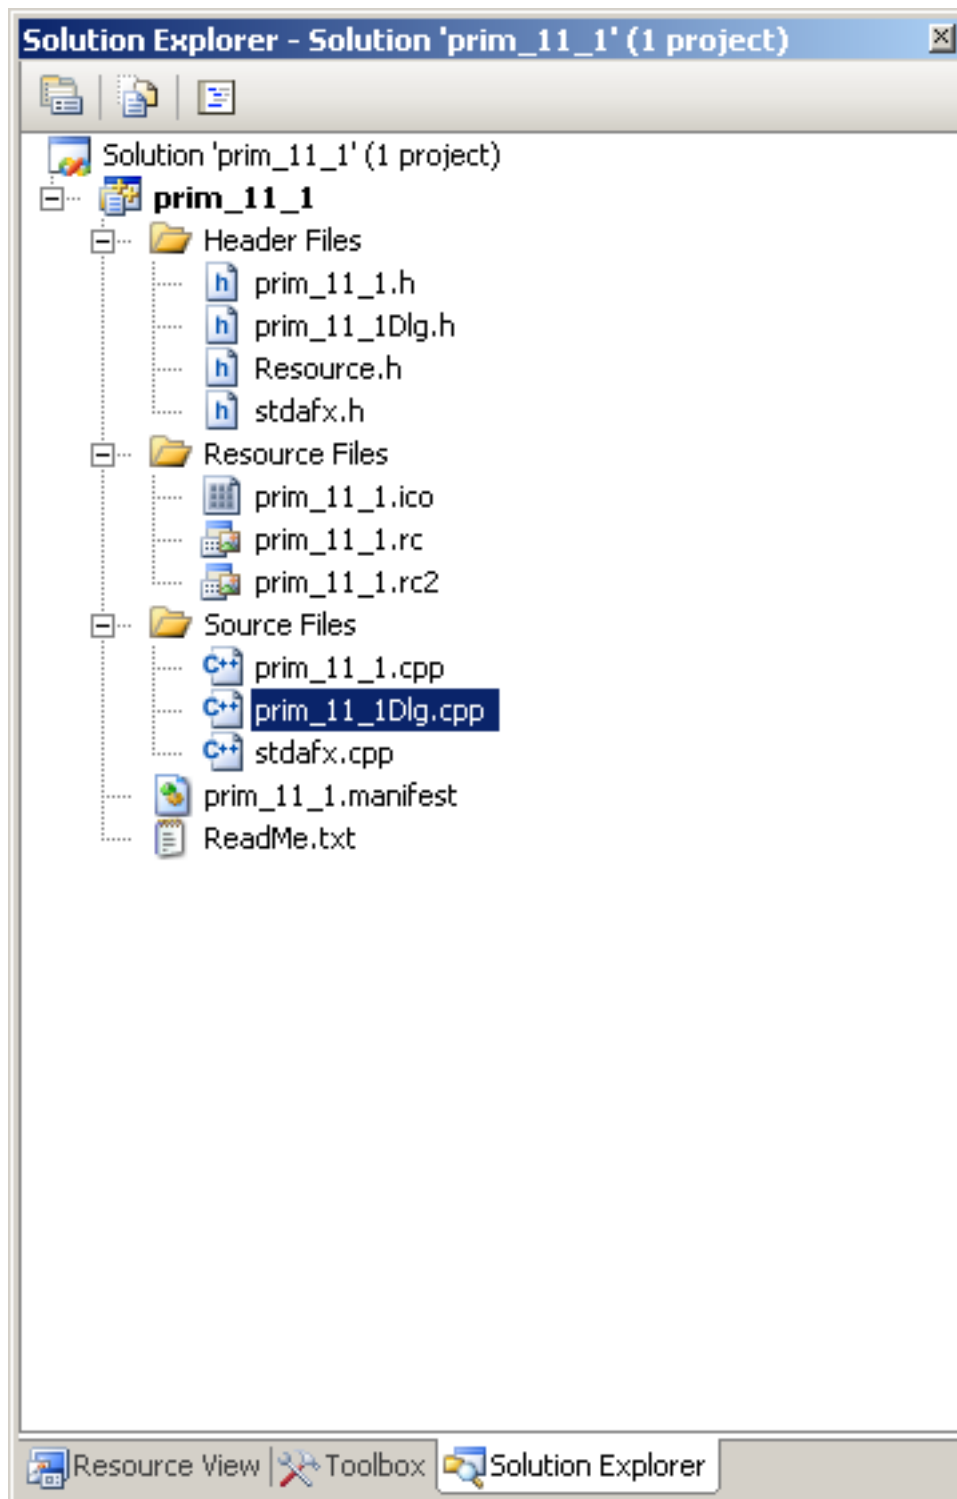 Solution Explorer - Solution 'prim_11_1' (1 project)
Solution 'prim_11_1' (1 project)
prim_11_1
Header Files
h prim_11_1.h
h prim_11_1Dlg.h
h Resource.h
h stdafx.h
Resource Files
prim_11_1.ico
prim_11_1.rc
prim_11_1.rc2
Source Files
C++ prim_11_1.cpp
C++ prim_11_1Dlg.cpp
C++ stdafx.cpp
prim_11_1.manifest
ReadMe.txt
Resource View Toolbox Solution Explorer